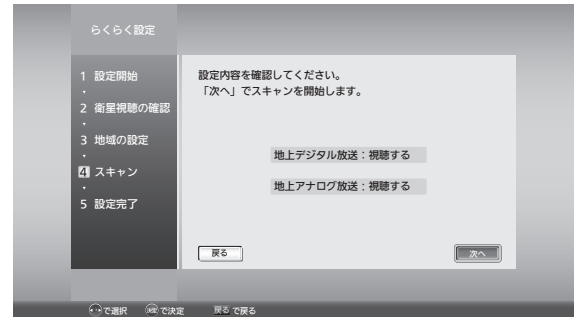 らくらく設定
1 設定開始
2 衛星視聴の確認
3 地域の設定
4 スキャン
5 設定完了
設定内容を確認してください。
「次へ」でスキャンを開始します。
地上デジタル放送：視聴する
地上アナログ放送：視聴する
戻る
次へ
で選択 決定 で決定 戻る で戻る